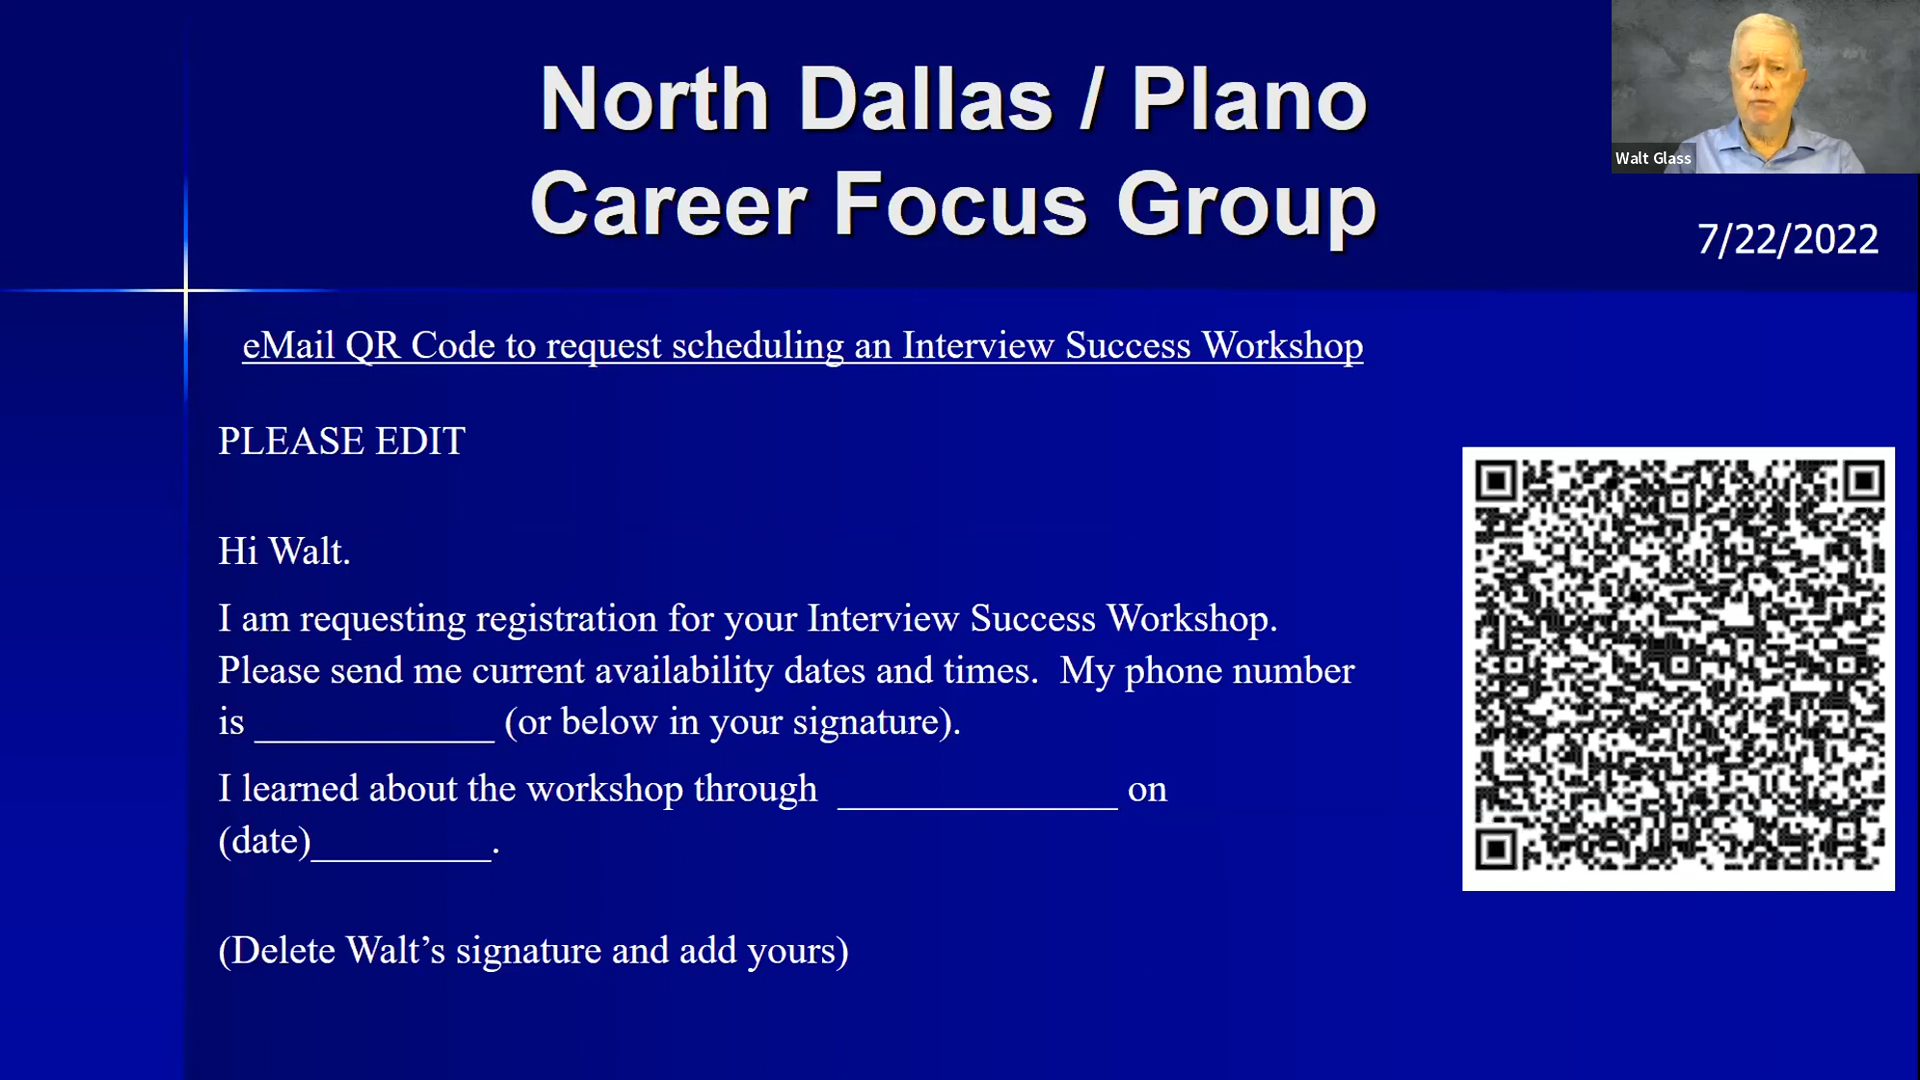 North Dallas / Plano
Career Focus Group
Walt Glass
7/22/2022
eMail QR Code to request scheduling an Interview Success Workshop
PLEASE EDIT
Hi Walt.
I am requesting registration for your Interview Success Workshop.
Please send me current availability dates and times.  My phone number
is ____________ (or below in your signature).
I learned about the workshop through  ______________ on
(date)_________.
(Delete Walt’s signature and add yours)